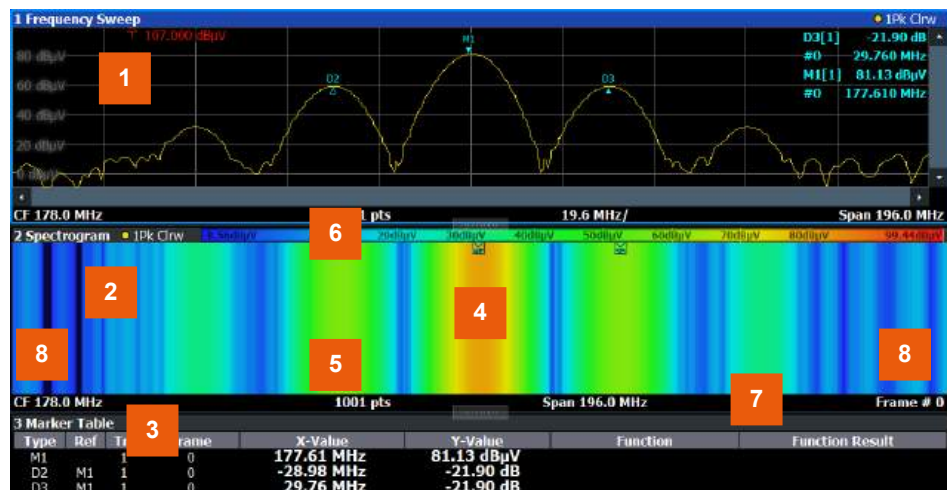 1 Frequency Sweep 1Pk Clrw
107.000 dBµV M1 D3[1] -21.90 dB
80 dBµV #0 29.760 MHz
1 D2 D3 M1[1] 81.13 dBµV
60 dBµV #0 177.610 MHz
40 dBµV
20 dBµV
0 dBµV
CF 178.0 MHz pts 19.6 MHz/ Span 196.0 MHz
6
2 Spectrogram 1Pk Clrw 20dBµV 30dBµV 40dBµV 50dBµV 60dBµV 70dBµV 80dBµV 99.44dBµV
2
4
8 5 8
CF 178.0 MHz 1001 pts Span 196.0 MHz Frame # 0
7
3 Marker Table
3
Type Ref X-Value Y-Value Function Function Result
M1 1 0 177.61 MHz 81.13 dBµV
D2 M1 1 0 -28.98 MHz -21.90 dB
D3 M1 1 0 29.76 MHz -21.90 dB